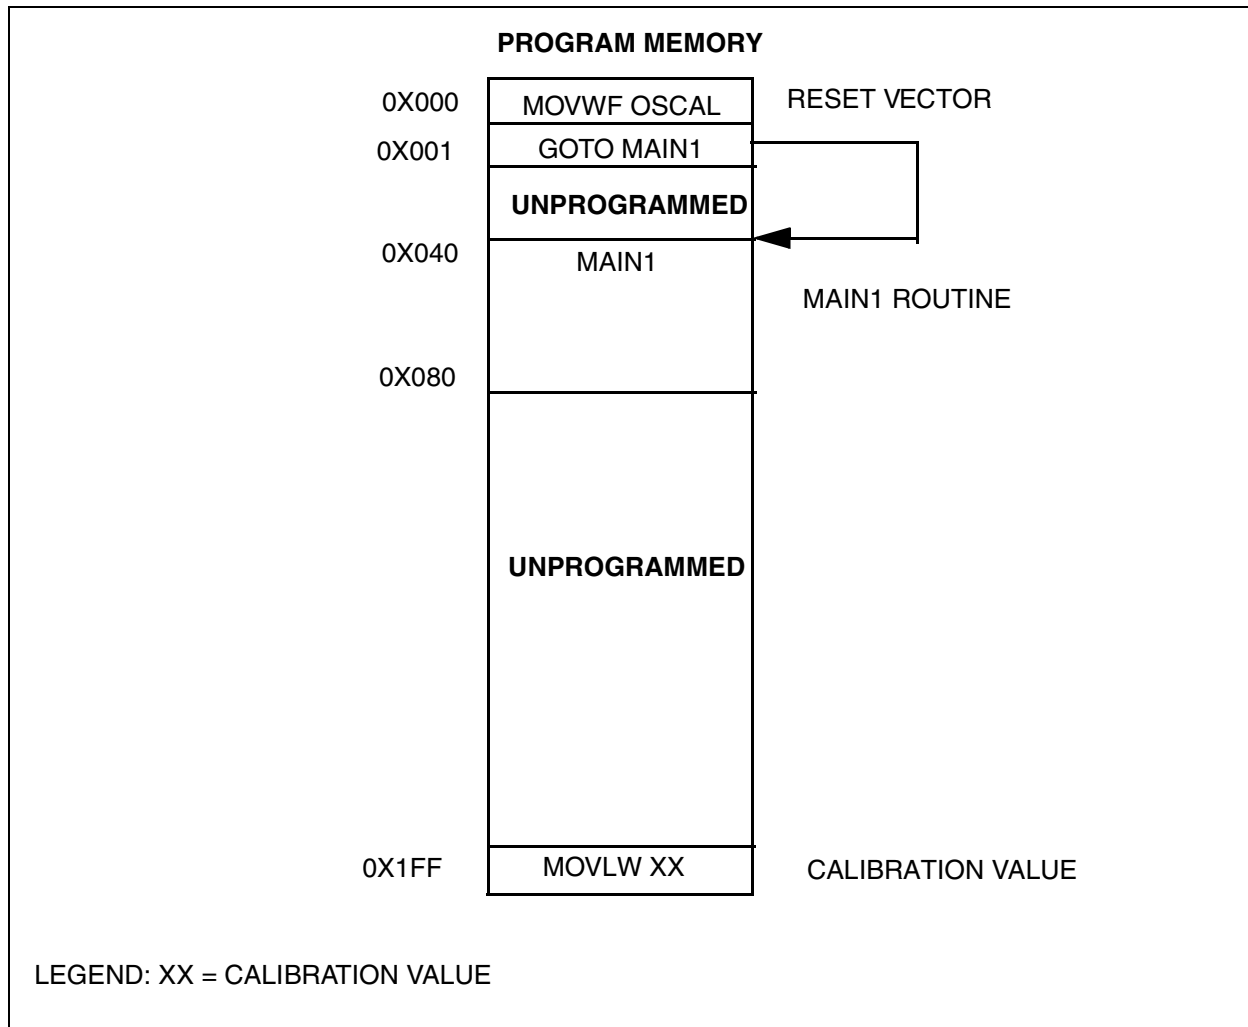 PROGRAM MEMORY
0X000 MOVWF OSCAL RESET VECTOR
0X001 GOTO MAIN1
UNPROGRAMMED
0X040 MAIN1
MAIN1 ROUTINE
0X080
UNPROGRAMMED
0X1FF MOVLW XX CALIBRATION VALUE
LEGEND: XX = CALIBRATION VALUE